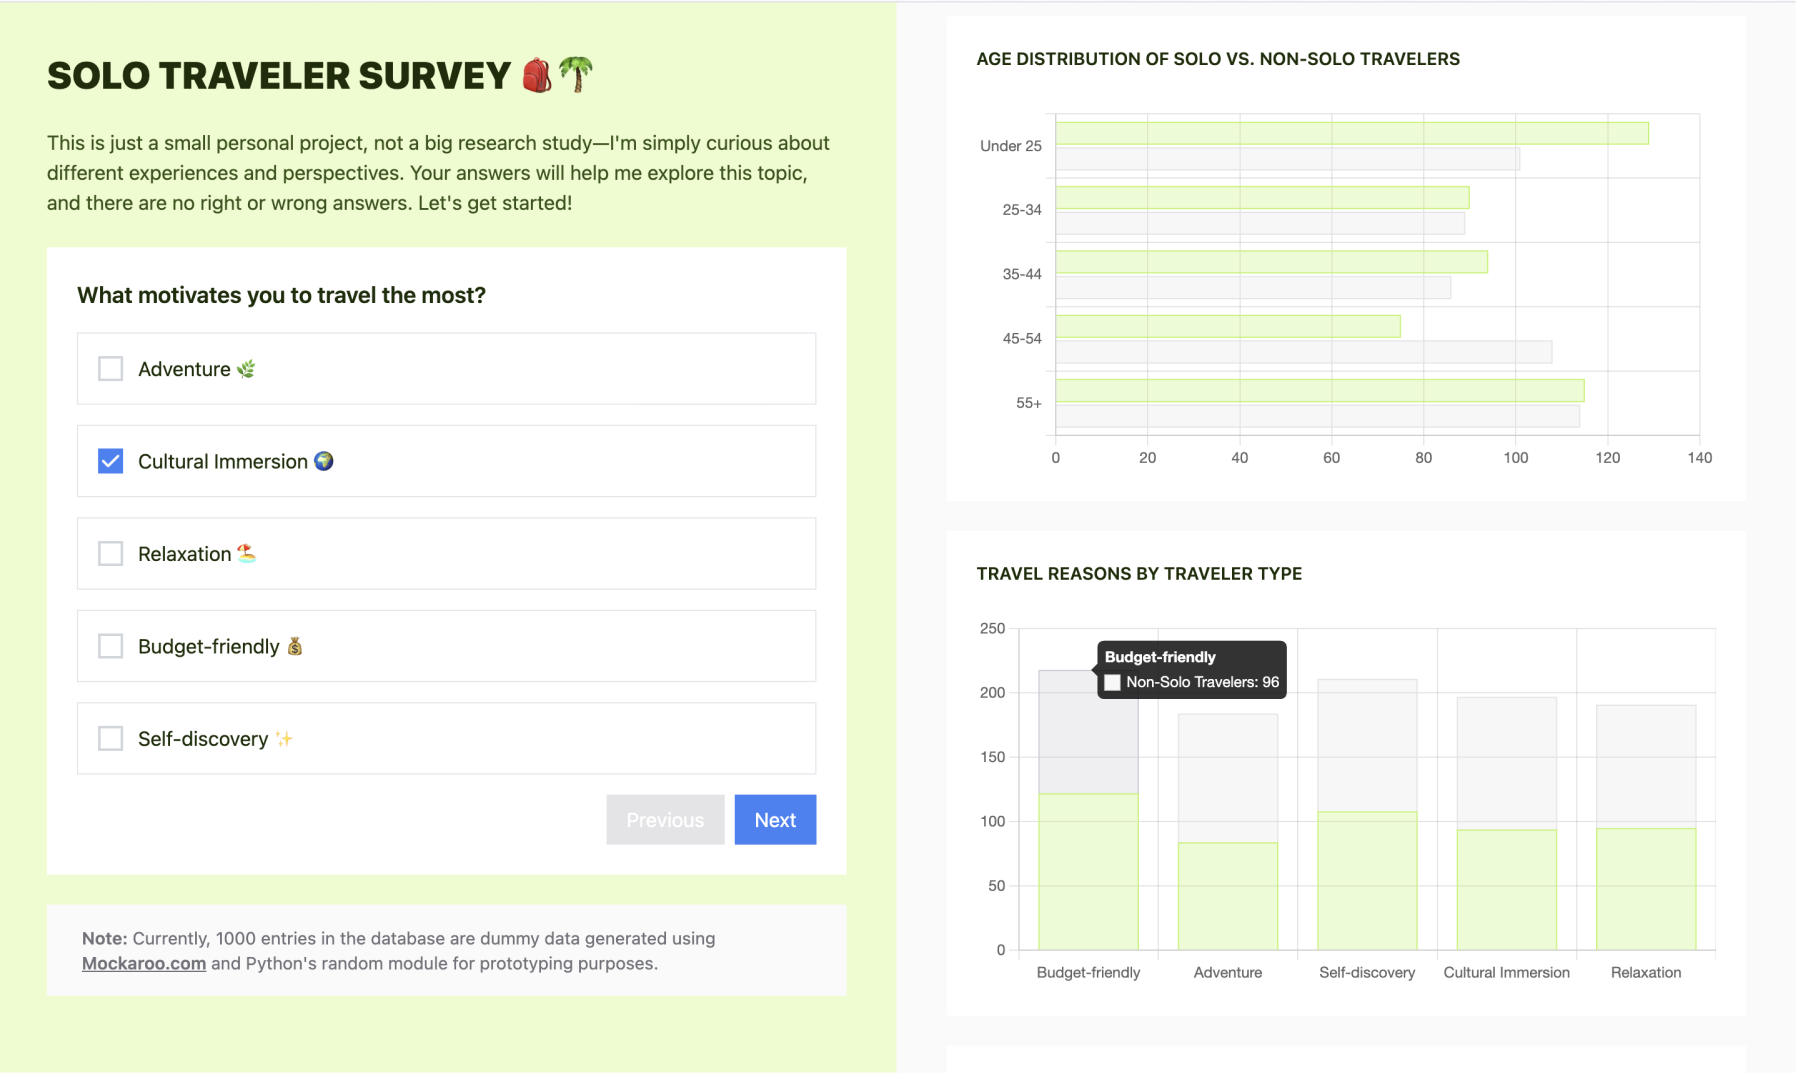 SOLO TRAVELER SURVEY 🎒🌴
This is just a small personal project, not a big research study—I'm simply curious about
different experiences and perspectives. Your answers will help me explore this topic,
and there are no right or wrong answers. Let's get started!
What motivates you to travel the most?
Adventure 🌿
Cultural Immersion 🌍
Relaxation 🏖️
Budget-friendly 💰
Self-discovery ✨
Previous
Next
Note: Currently, 1000 entries in the database are dummy data generated using
Mockaroo.com and Python's random module for prototyping purposes.
AGE DISTRIBUTION OF SOLO VS. NON-SOLO TRAVELERS
Under 25
25-34
35-44
45-54
55+
0 20 40 60 80 100 120 140
TRAVEL REASONS BY TRAVELER TYPE
250
200
150
100
50
0
Budget-friendly
Non-Solo Travelers: 96
Budget-friendly Adventure Self-discovery Cultural Immersion Relaxation